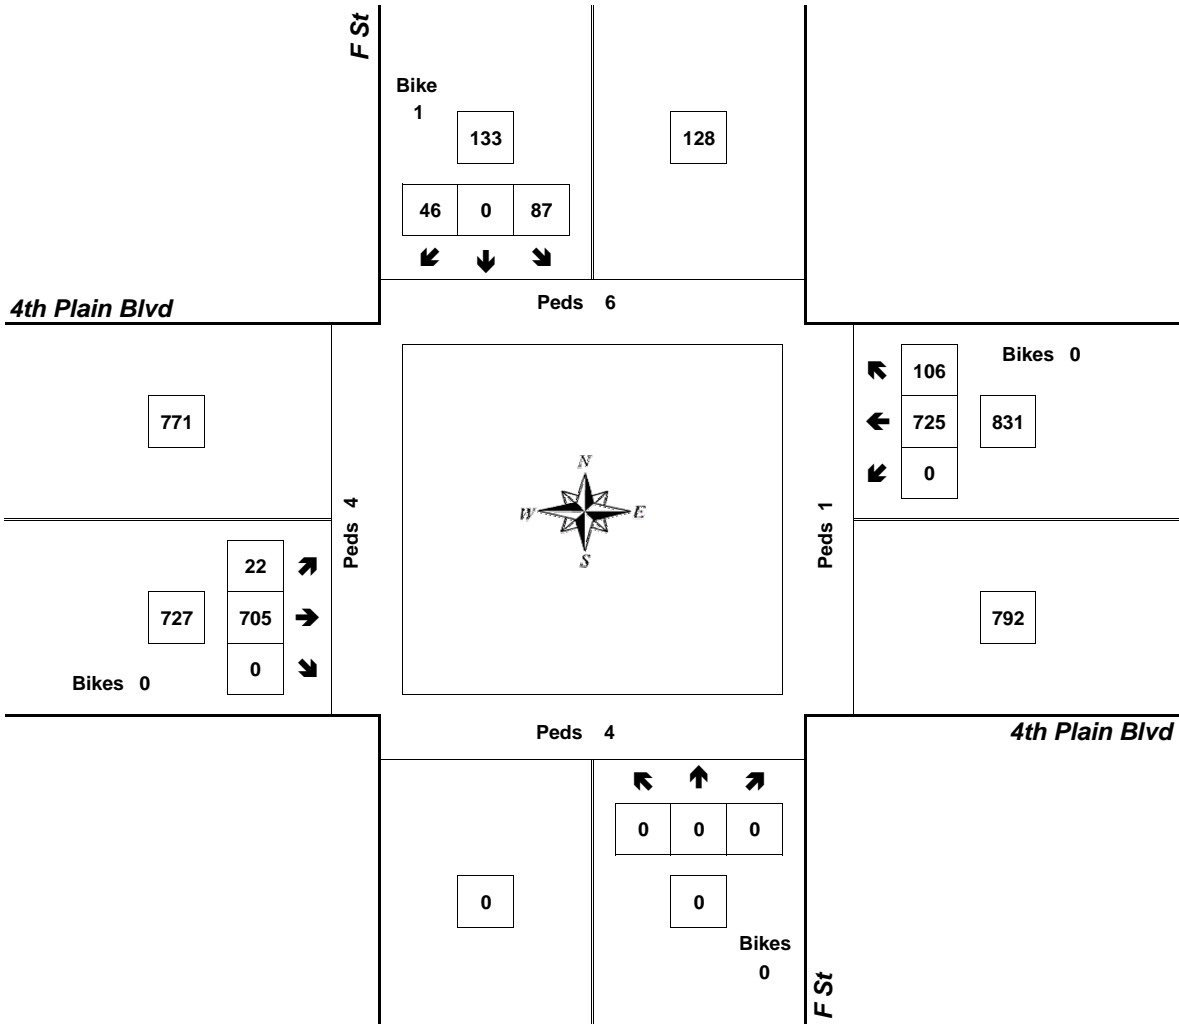 F St
Bike
1
133
128
46 0 87
4th Plain Blvd
Peds 6
Bikes 0
106
771
725
831
0
N
W E
S
Peds 4
Peds 1
22
727
705
792
0
Bikes 0
Peds 4
4th Plain Blvd
0 0 0
0
0
Bikes
0
F St